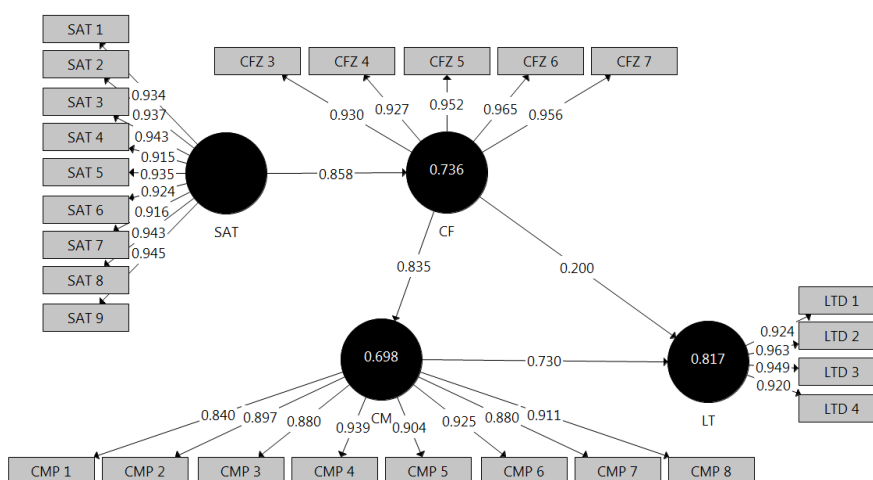 SAT 1
SAT 2
SAT 3
SAT 4
SAT 5
SAT 6
SAT 7
SAT 8
SAT 9
0.934
0.937
0.943
0.915
0.935
0.924
0.916
0.943
0.945
SAT
0.858
CFZ 3
CFZ 4
CFZ 5
CFZ 6
CFZ 7
0.930
0.927
0.952
0.965
0.956
0.736
CF
0.835
0.200
0.698
CM
0.730
0.817
LT
0.924
0.963
0.949
0.920
LTD 1
LTD 2
LTD 3
LTD 4
0.840
0.897
0.880
0.939
0.904
0.925
0.880
0.911
CMP 1
CMP 2
CMP 3
CMP 4
CMP 5
CMP 6
CMP 7
CMP 8